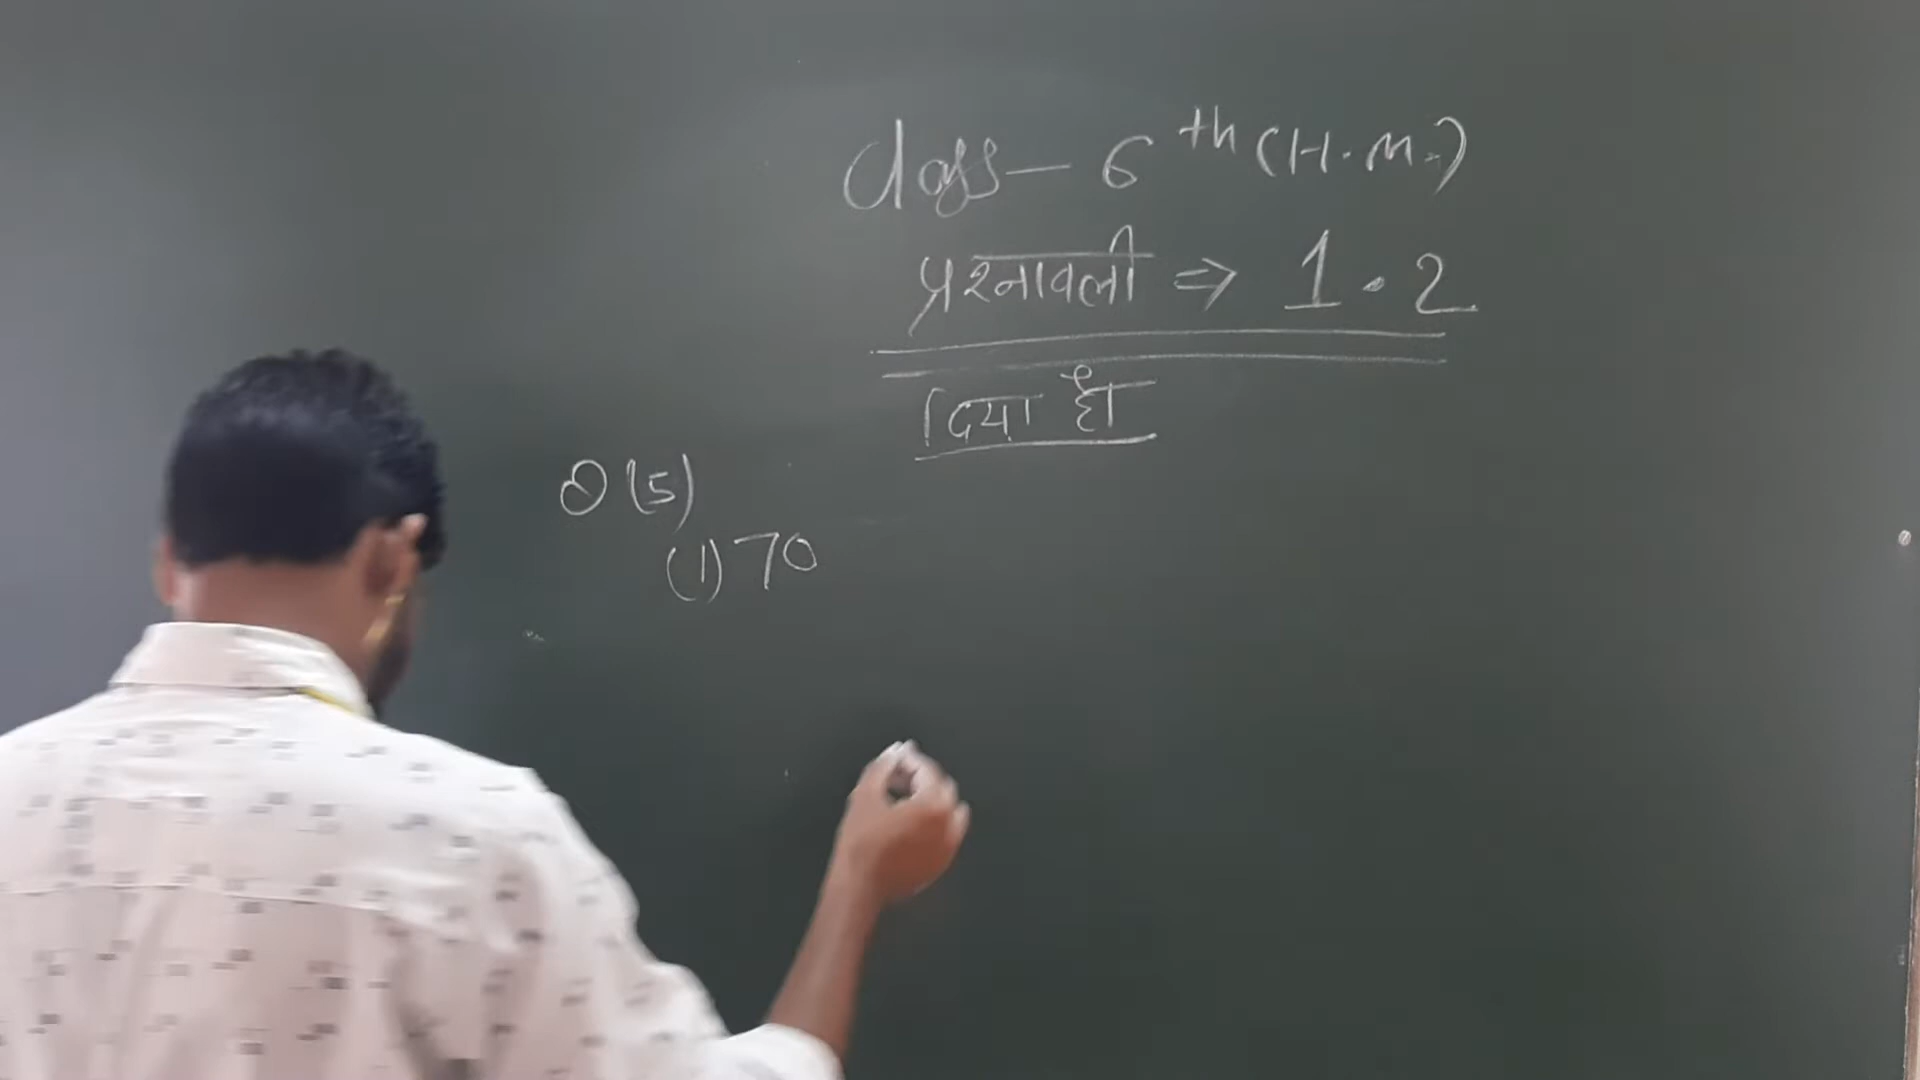 Class - 6th (H.M.)
प्रश्नावली ⇒ 1.2
दिया है
Q (5)
(1) 70